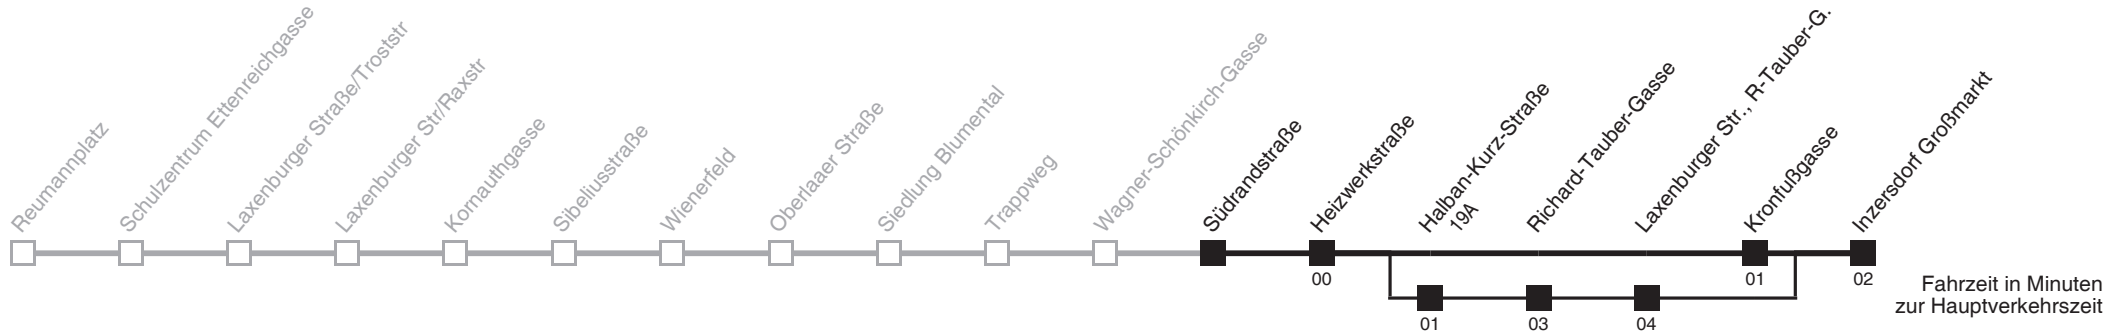 Reumannplatz
Schulzentrum Ettenreichgasse
Laxenburger Straße/Troststr
Laxenburger Str/Raxstr
Kornauthgasse
Sibeliusstraße
Wienerfeld
Oberlaaer Straße
Siedlung Blumental
Trappweg
Wagner-Schönkirch-Gasse
Südrandstraße
Heizwerkstraße
Halban-Kurz-Straße
19A
Richard-Tauber-Gasse
Laxenburger Str., R-Tauber-G.
Kronfußgasse
Inzersdorf Großmarkt
00
01
02
01
03
04
Fahrzeit in Minuten
zur Hauptverkehrszeit